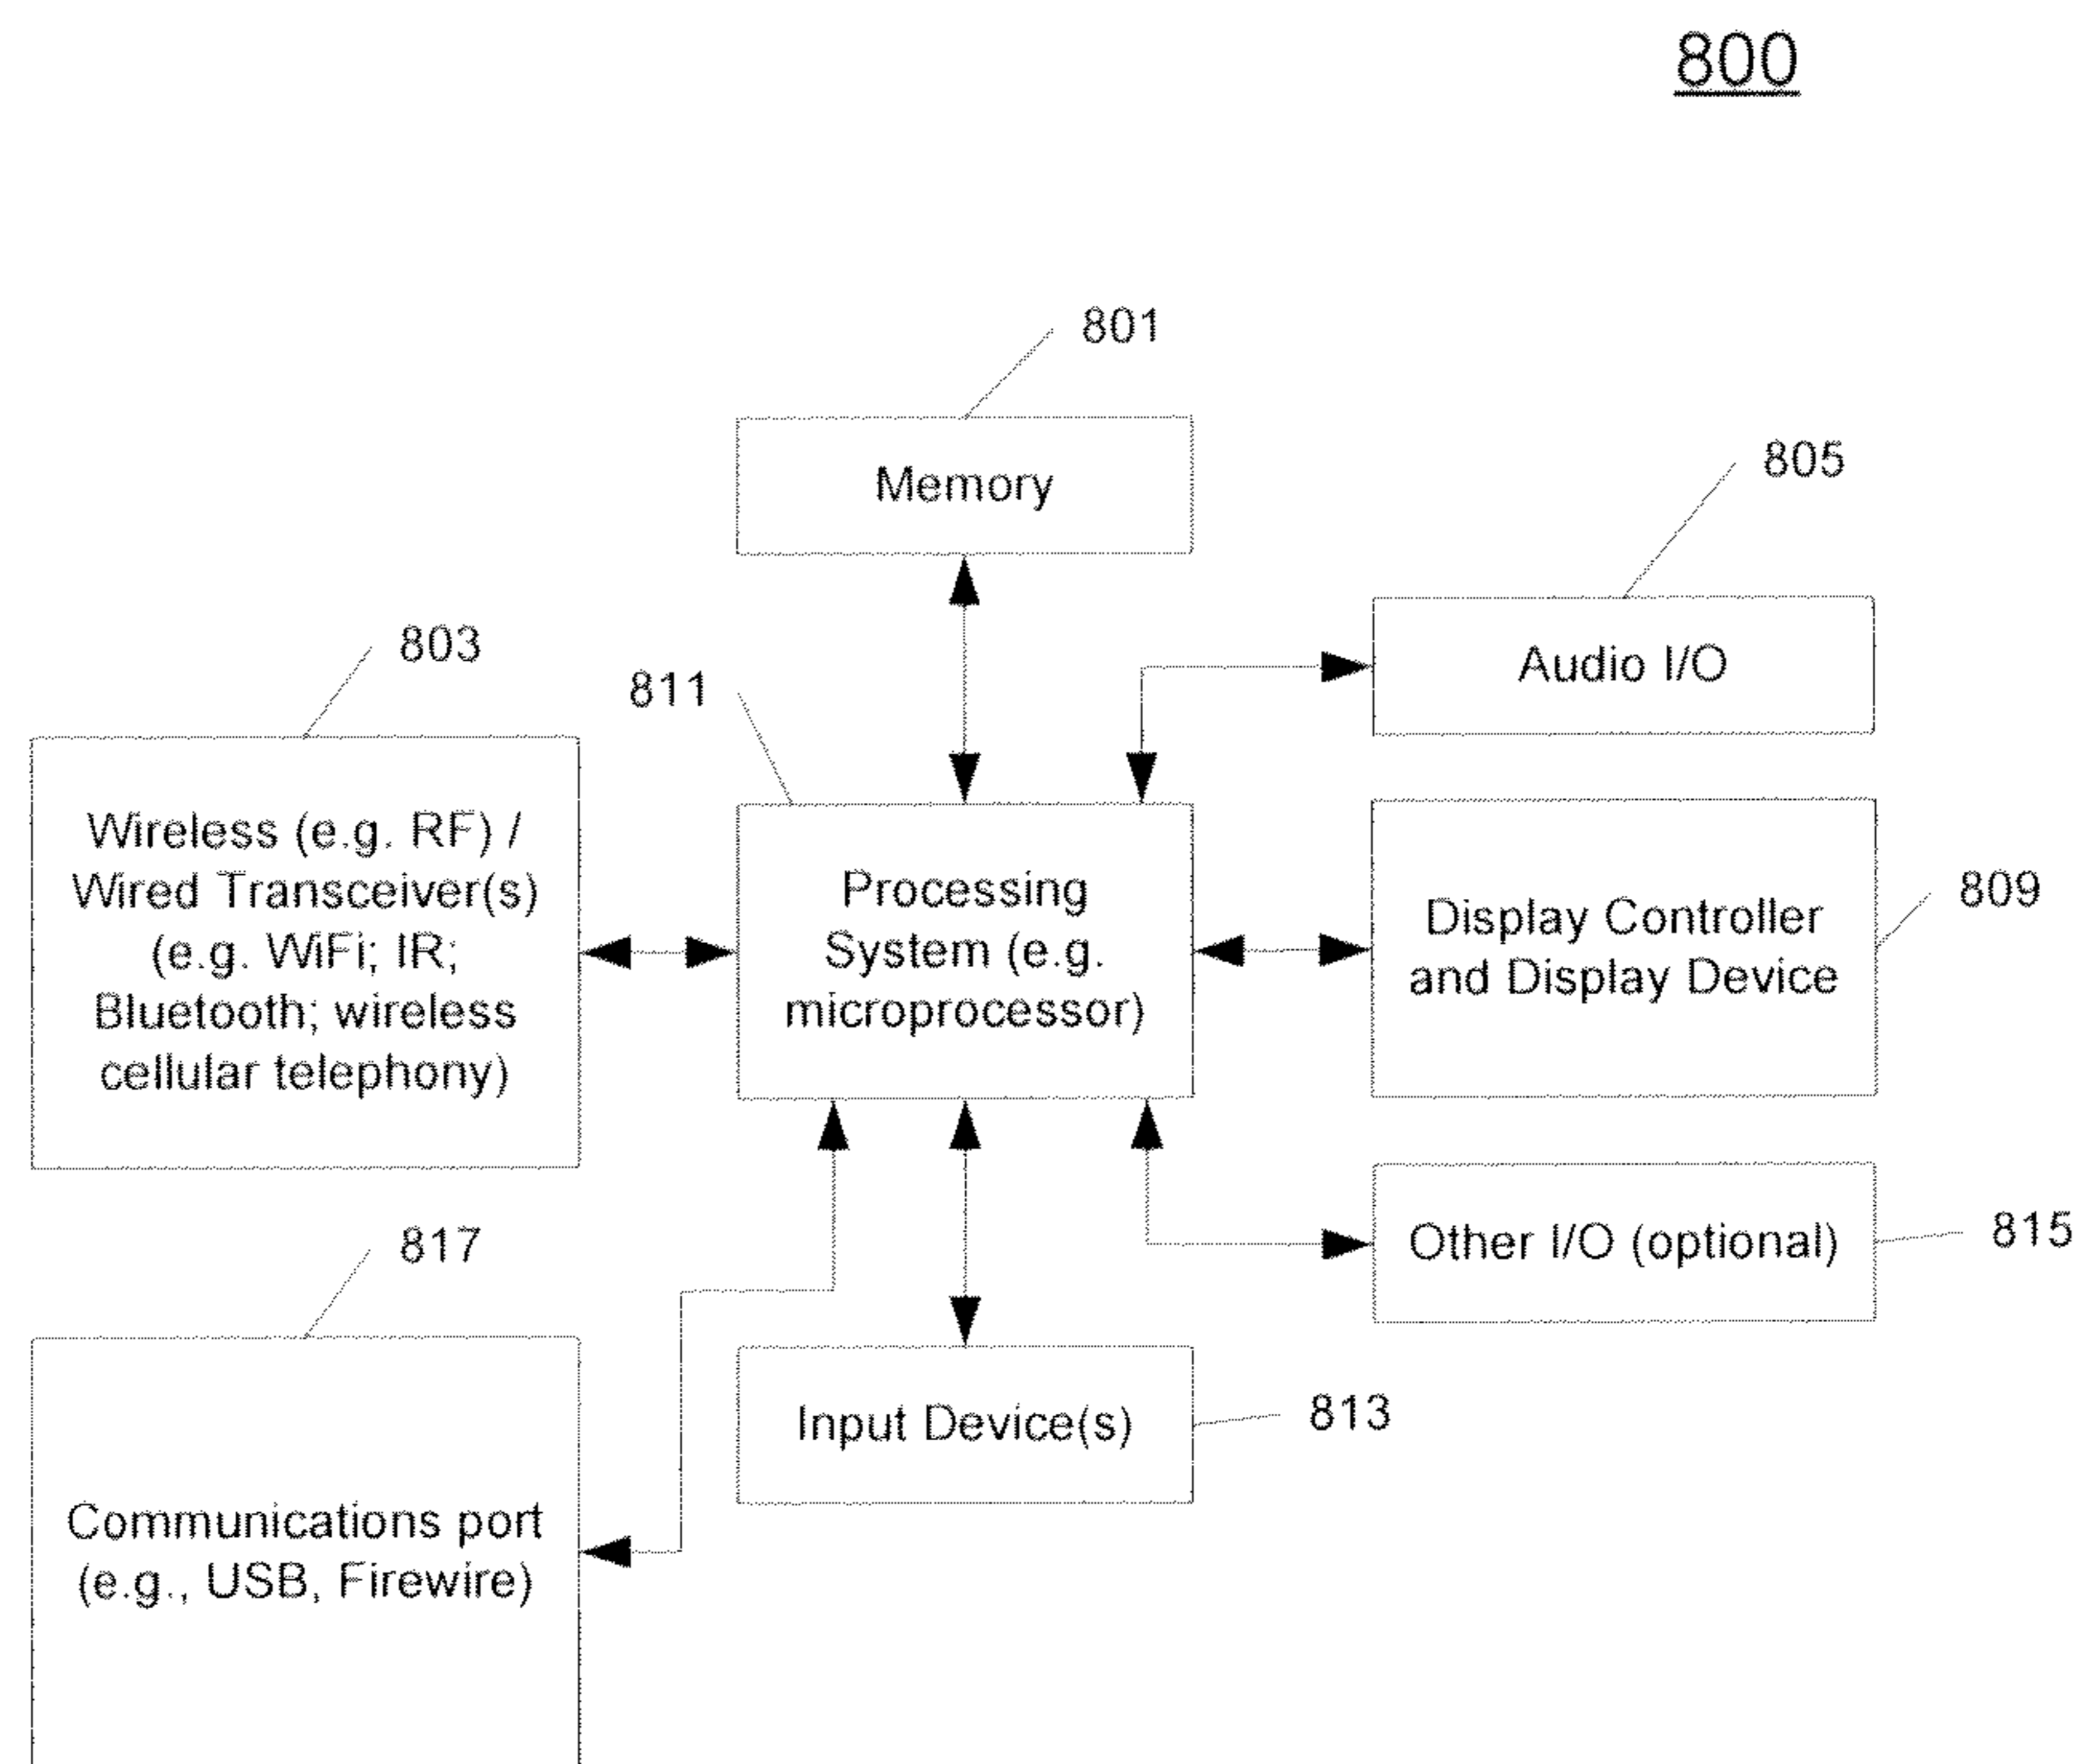 800
801
Memory
805
Audio I/O
803
811
Wireless (e.g. RF) /
Wired Transceiver(s)
(e.g. WiFi; IR;
Bluetooth; wireless
cellular telephony)
Processing
System (e.g.
microprocessor)
Display Controller
and Display Device
809
817
Other I/O (optional)
815
Input Device(s)
813
Communications port
(e.g., USB, Firewire)